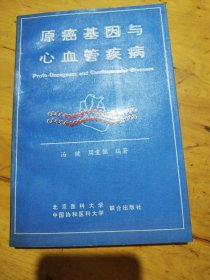 原癌基因与
心血管疾病
Proto-Oncogenes and Cardiovascular Diseases
汤健 周爱儒 编著
北京医科大学
中国协和医科大学
联合出版社